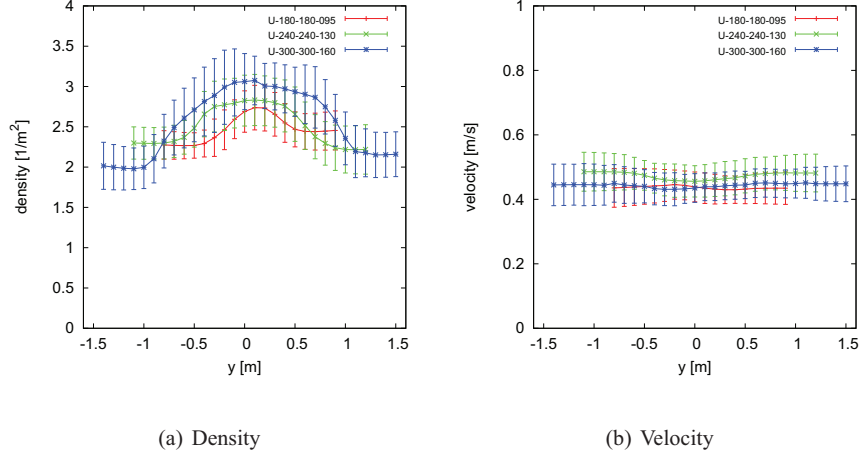 4
3.5
3
2.5
2
1.5
1
0.5
0
density [1/m²]
-1.5 -1 -0.5 0 0.5 1 1.5
y [m]
U-180-180-095
U-240-240-130
U-300-300-160
(a) Density
1
0.8
0.6
0.4
0.2
0
velocity [m/s]
-1.5 -1 -0.5 0 0.5 1 1.5
y [m]
U-180-180-095
U-240-240-130
U-300-300-160
(b) Velocity